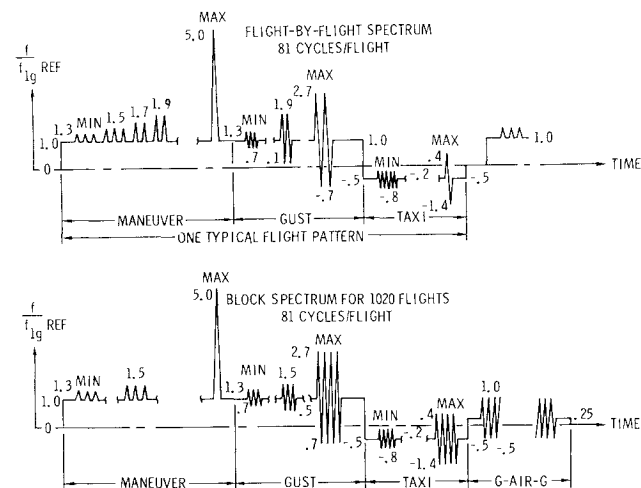 MAX
5.0
FLIGHT-BY-FLIGHT SPECTRUM
81 CYCLES/FLIGHT
f
f1g REF
MAX
1.3 MIN 1.5 1.7 1.9
1.3 MIN 1.9 2.7
1.0
0
.7 .1 -.7
1.0
MIN
-.5 -.8 -.2
MAX
.4
-1.4 -.5
1.0
TIME
MANEUVER GUST TAXI
ONE TYPICAL FLIGHT PATTERN
MAX
5.0
BLOCK SPECTRUM FOR 1020 FLIGHTS
81 CYCLES/FLIGHT
f
f1g REF
MAX
1.3 MIN 1.5
1.3 MIN 1.5 2.7
1.0
0
.7 .5 .7 -.5
MIN
-.8 -.2
MAX
.4
-1.4 -.5
1.0
-.5
.25
TIME
MANEUVER GUST TAXI G-AIR-G